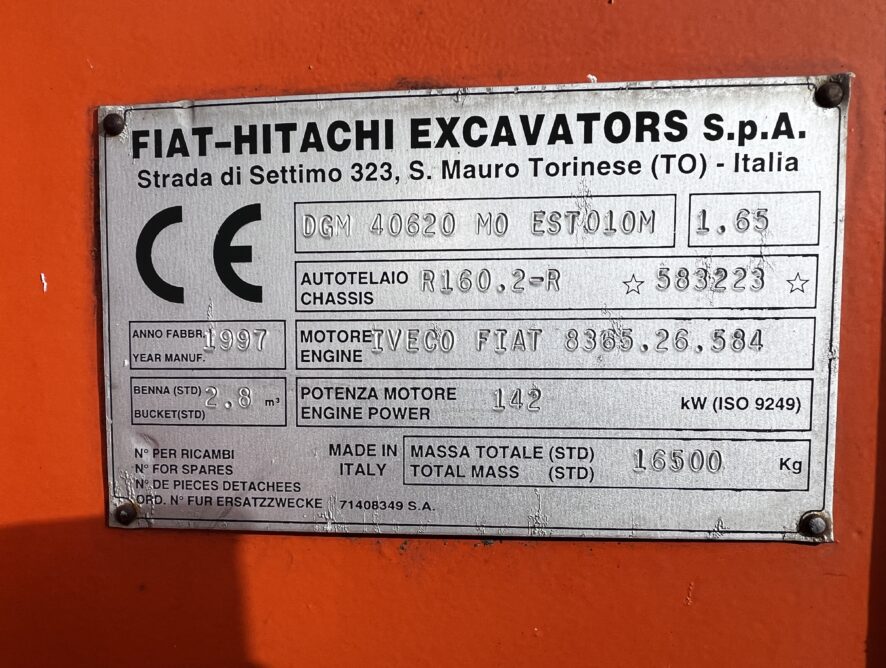 FIAT-HITACHI EXCAVATORS S.p.A.
Strada di Settimo 323, S. Mauro Torinese (TO) - Italia
CE
DGM 40620 MO EST010M 1.65
AUTOTELAIO
CHASSIS R160.2-R ☆ 583223 ☆
ANNO FABBR.
YEAR MANUF. 1997
MOTORE
ENGINE IVECO FIAT 8365.26.584
BENNA (STD)
BUCKET(STD) 2.8 m³
POTENZA MOTORE
ENGINE POWER 142 kW (ISO 9249)
N° PER RICAMBI
N° FOR SPARES
N° DE PIECES DETACHEES
ORD. N° FUR ERSATZZWECKE 71408349 S.A.
MADE IN
ITALY
MASSA TOTALE (STD)
TOTAL MASS (STD) 16500 Kg